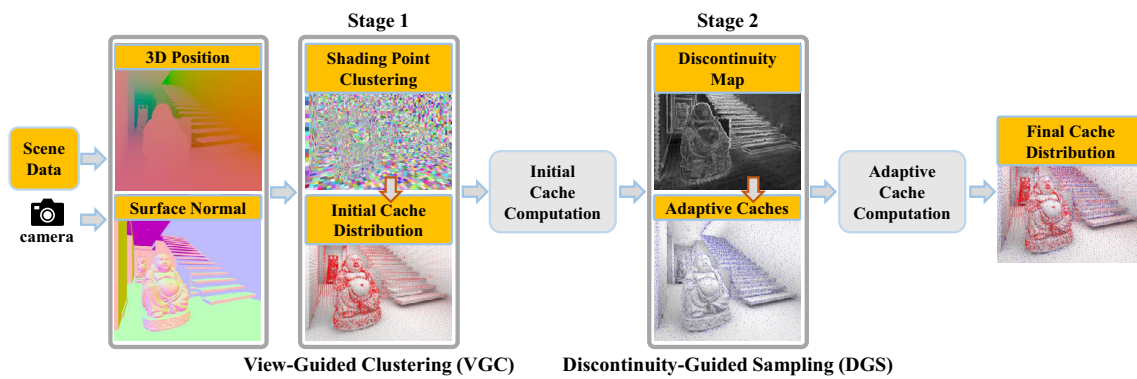 Stage 1
Stage 2
3D Position
Shading Point
Clustering
Discontinuity
Map
Scene
Data
camera
Surface Normal
Initial Cache
Distribution
Initial
Cache
Computation
Adaptive Caches
Adaptive
Cache
Computation
Final Cache
Distribution
View-Guided Clustering (VGC)
Discontinuity-Guided Sampling (DGS)